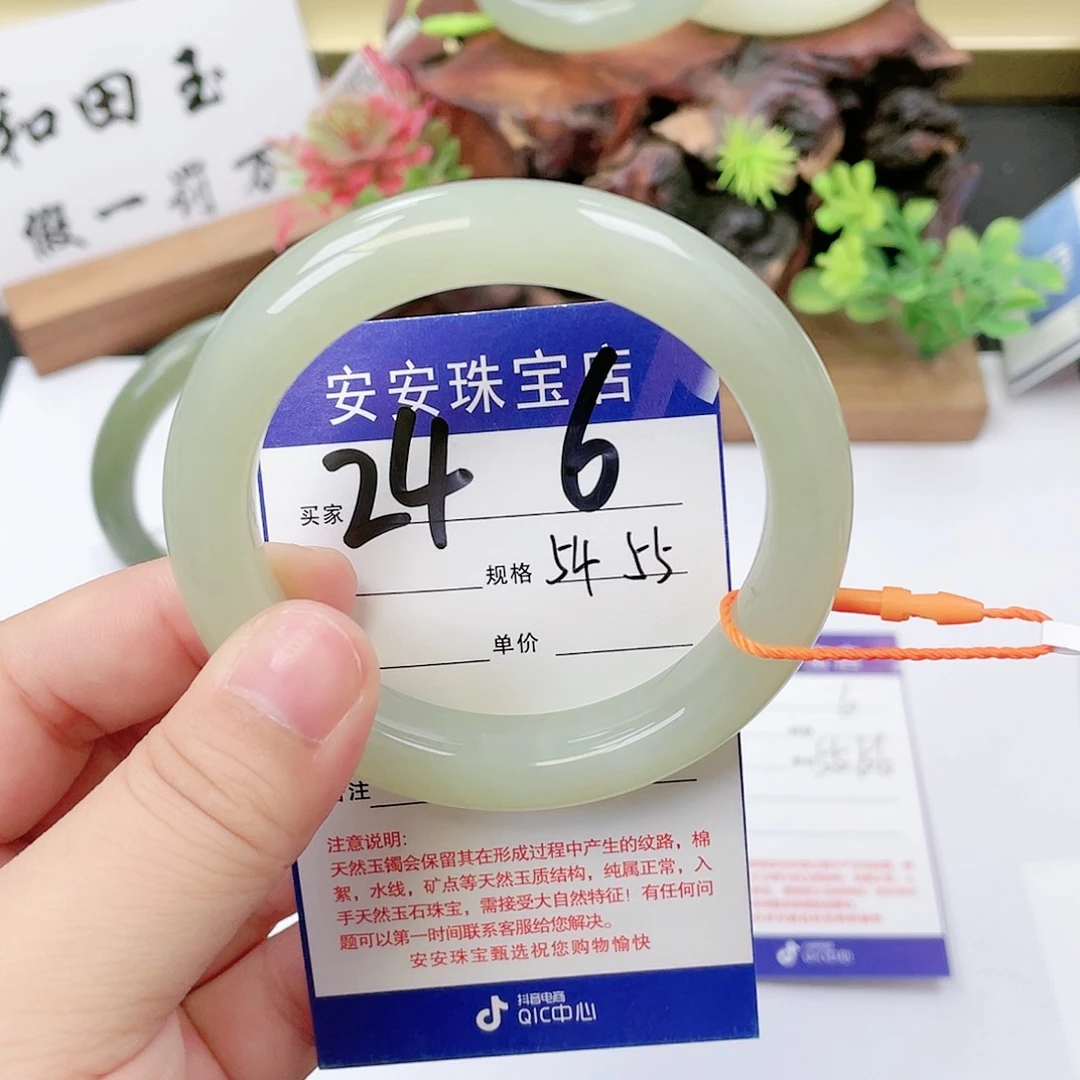 和田玉
假一罚万
安安珠宝店
买家 24 6
规格 54 55
单价
注
注意说明：
天然玉镯会保留其在形成过程中产生的纹路，棉
絮，水线，矿点等天然玉质结构，纯属正常，入
手天然玉石珠宝，需接受大自然特征！有任何问
题可以第一时间联系客服给您解决。
安安珠宝甄选祝您购物愉快
抖音电商
QIC中心
6